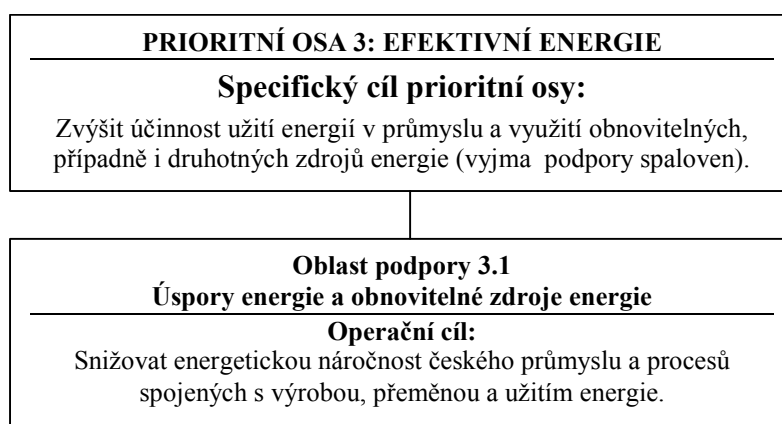 PRIORITNÍ OSA 3: EFEKTIVNÍ ENERGIE
Specifický cíl prioritní osy:
Zvýšit účinnost užití energií v průmyslu a využití obnovitelných,
případně i druhotných zdrojů energie (vyjma podpory spaloven).
Oblast podpory 3.1
Úspory energie a obnovitelné zdroje energie
Operační cíl:
Snižovat energetickou náročnost českého průmyslu a procesů
spojených s výrobou, přeměnou a užitím energie.